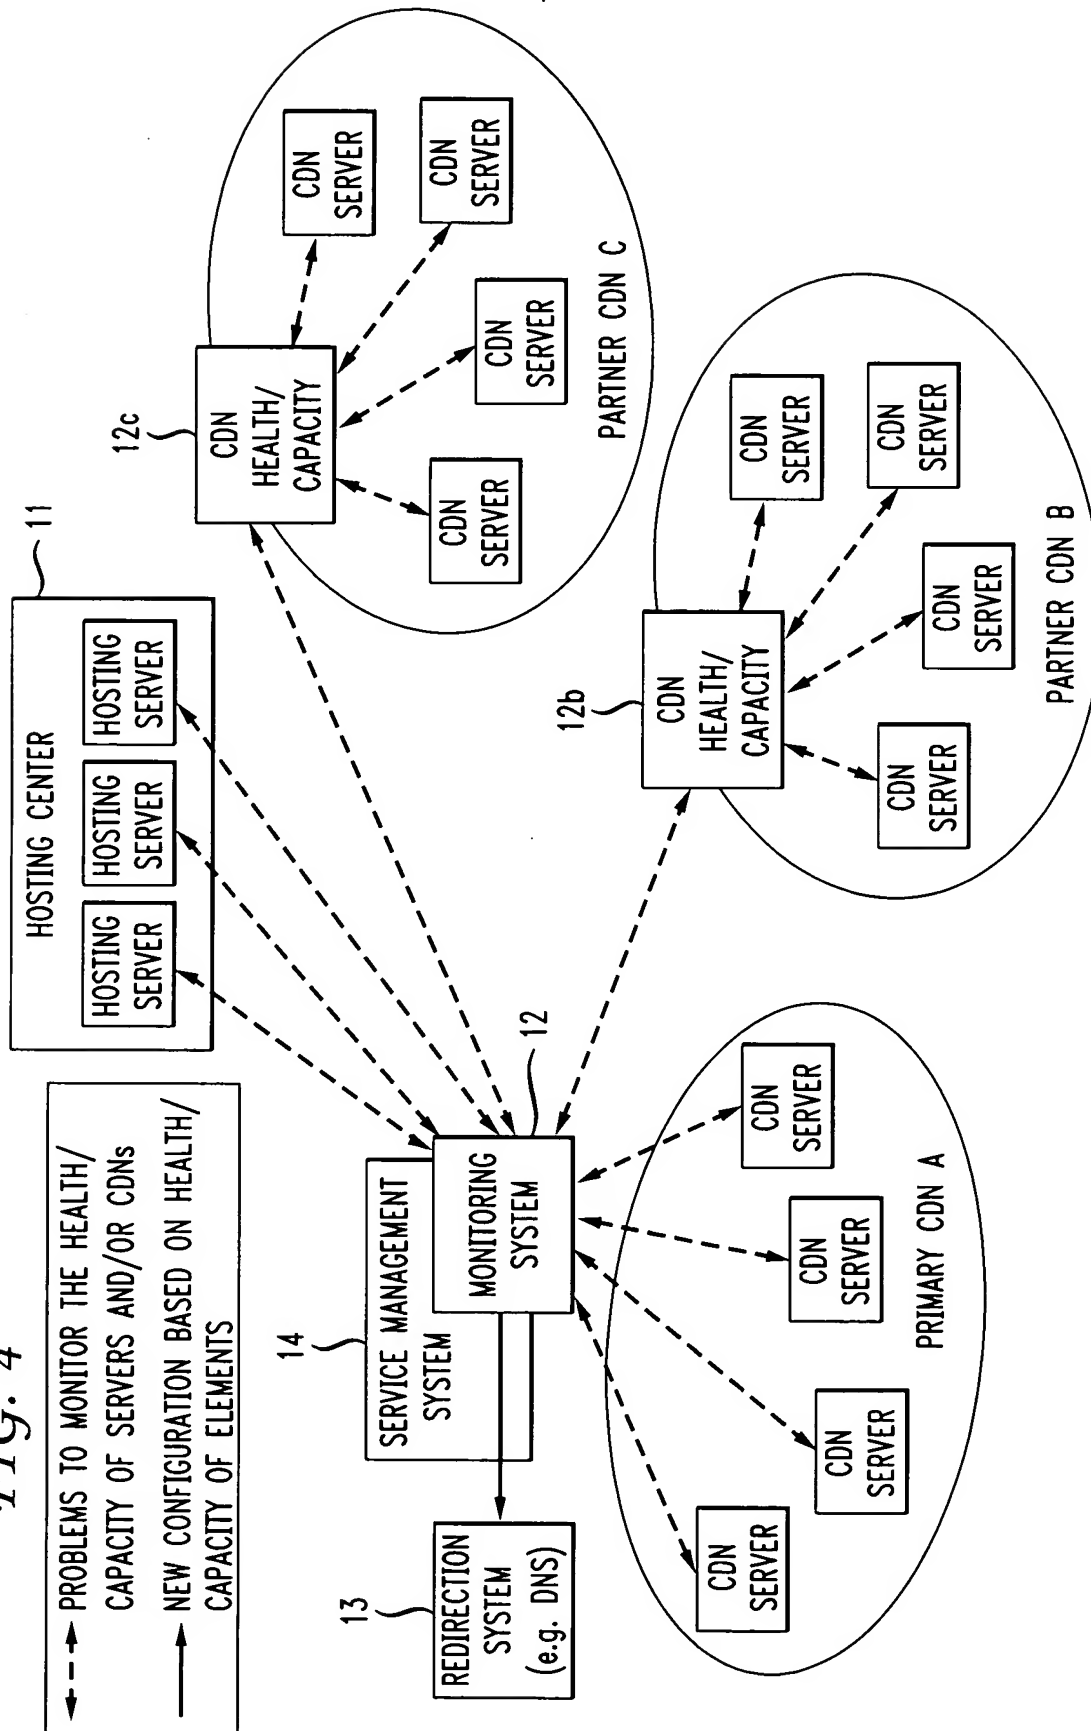 FIG. 4
PROBLEMS TO MONITOR THE HEALTH/
CAPACITY OF SERVERS AND/OR CDNs
NEW CONFIGURATION BASED ON HEALTH/
CAPACITY OF ELEMENTS
HOSTING CENTER
11
HOSTING
SERVER
HOSTING
SERVER
HOSTING
SERVER
12c
CDN
HEALTH/
CAPACITY
CDN
SERVER
CDN
SERVER
CDN
SERVER
CDN
SERVER
PARTNER CDN C
13
REDIRECTION
SYSTEM
(e.g. DNS)
14
SERVICE MANAGEMENT
SYSTEM
MONITORING
SYSTEM
12
12b
CDN
HEALTH/
CAPACITY
CDN
SERVER
CDN
SERVER
CDN
SERVER
CDN
SERVER
PARTNER CDN B
CDN
SERVER
CDN
SERVER
CDN
SERVER
CDN
SERVER
PRIMARY CDN A